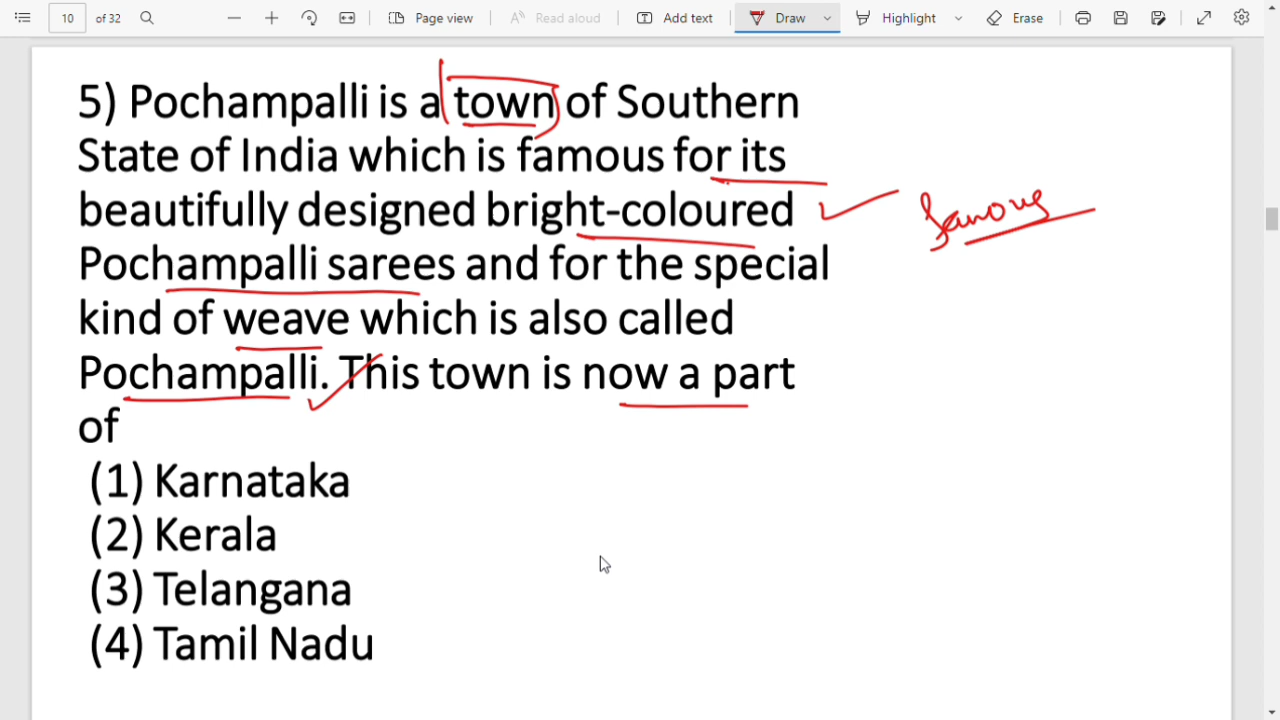 10 of 32 Page view Read aloud Add text Draw Highlight Erase
5) Pochampalli is a town of Southern
State of India which is famous for its
beautifully designed bright-coloured
famous
Pochampalli sarees and for the special
kind of weave which is also called
Pochampalli. This town is now a part
of
(1) Karnataka
(2) Kerala
(3) Telangana
(4) Tamil Nadu